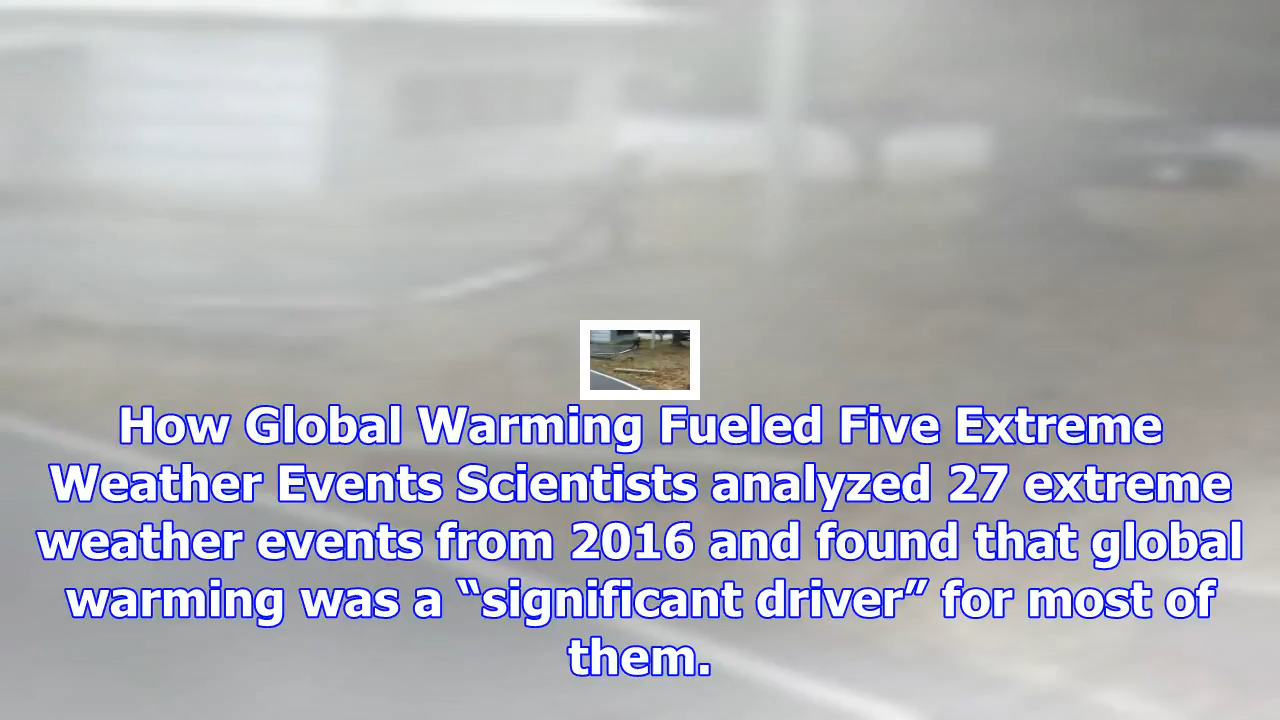 How Global Warming Fueled Five Extreme
Weather Events Scientists analyzed 27 extreme
weather events from 2016 and found that global
warming was a “significant driver” for most of
them.